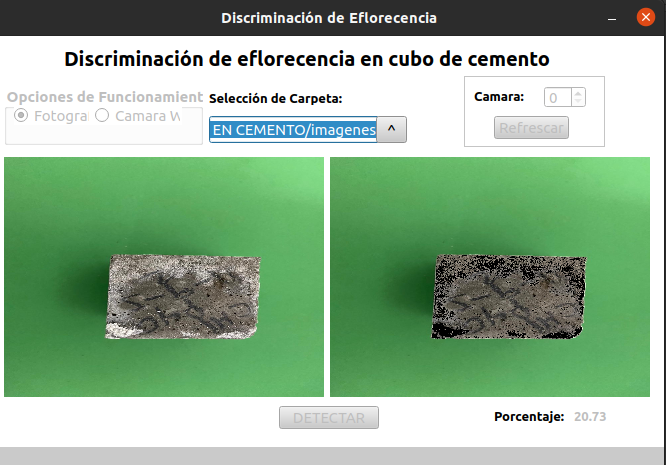 Discriminación de Eflorecencia
Discriminación de eflorecencia en cubo de cemento
Opciones de Funcionamient
Fotogra
Camara W
Selección de Carpeta:
EN CEMENTO/imagenes
^
Camara: 0
Refrescar
DETECTAR
Porcentaje: 20.73